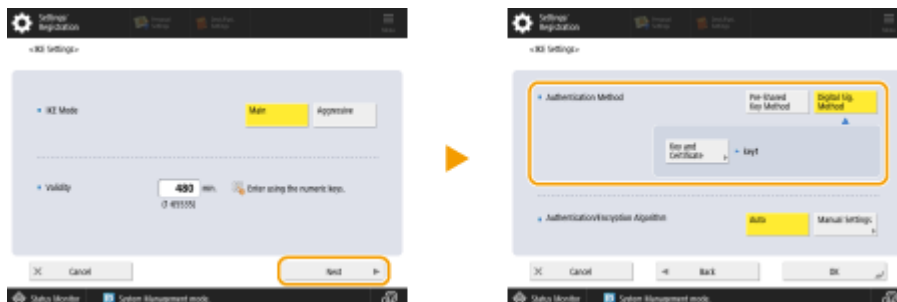 Settings/
Registration
<IKE Settings>
IKE Mode
Main
Aggressive
Validity
480 min.
Enter using the numeric keys.
(1-65535)
Cancel
Next
Status Monitor
System Management mode.
Settings/
Registration
<IKE Settings>
Authentication Method
Pre-Shared
Key Method
Digital Sig.
Method
Key and
Certificate
Key1
Authentication/Encryption Algorithm
Auto
Manual Settings
Cancel
Back
OK
Status Monitor
System Management mode.